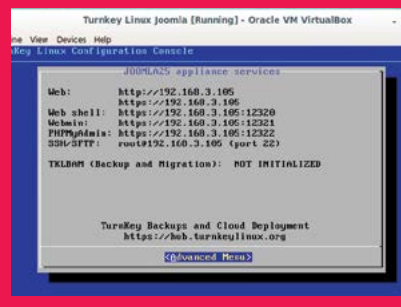 Turnkey Linux Joomla [Running] - Oracle VM VirtualBox
ne View Devices Help
Key Linux Configuration Console
JOOMLA25 appliance services
Web: http://192.168.3.105
https://192.168.3.105
Web shell: https://192.168.3.105:12320
Webmin: https://192.168.3.105:12321
PHPMyAdmin: https://192.168.3.105:12322
SSH/SFTP: root@192.168.3.105 (port 22)
TKLBAM (Backup and Migration): NOT INITIALIZED
TurnKey Backups and Cloud Deployment
https://hub.turnkeylinux.org
<Advanced Menu>